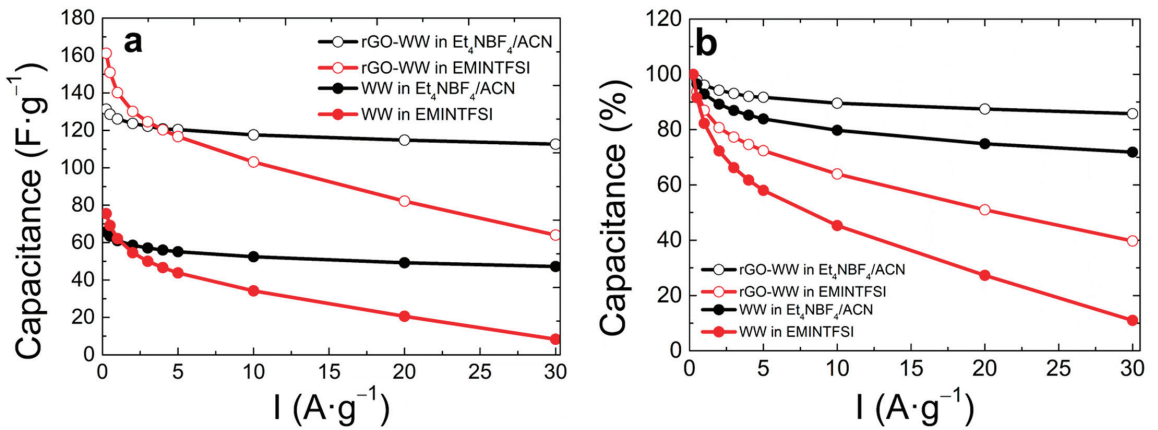 a
rGO-WW in Et₄NBF₄/ACN
rGO-WW in EMINTFSI
WW in Et₄NBF₄/ACN
WW in EMINTFSI
180
160
140
120
100
80
60
40
20
0
0 5 10 15 20 25 30
Capacitance (F·g⁻¹)
I (A·g⁻¹)
b
120
100
80
60
40
20
0
0 5 10 15 20 25 30
Capacitance (%)
I (A·g⁻¹)
rGO-WW in Et₄NBF₄/ACN
rGO-WW in EMINTFSI
WW in Et₄NBF₄/ACN
WW in EMINTFSI